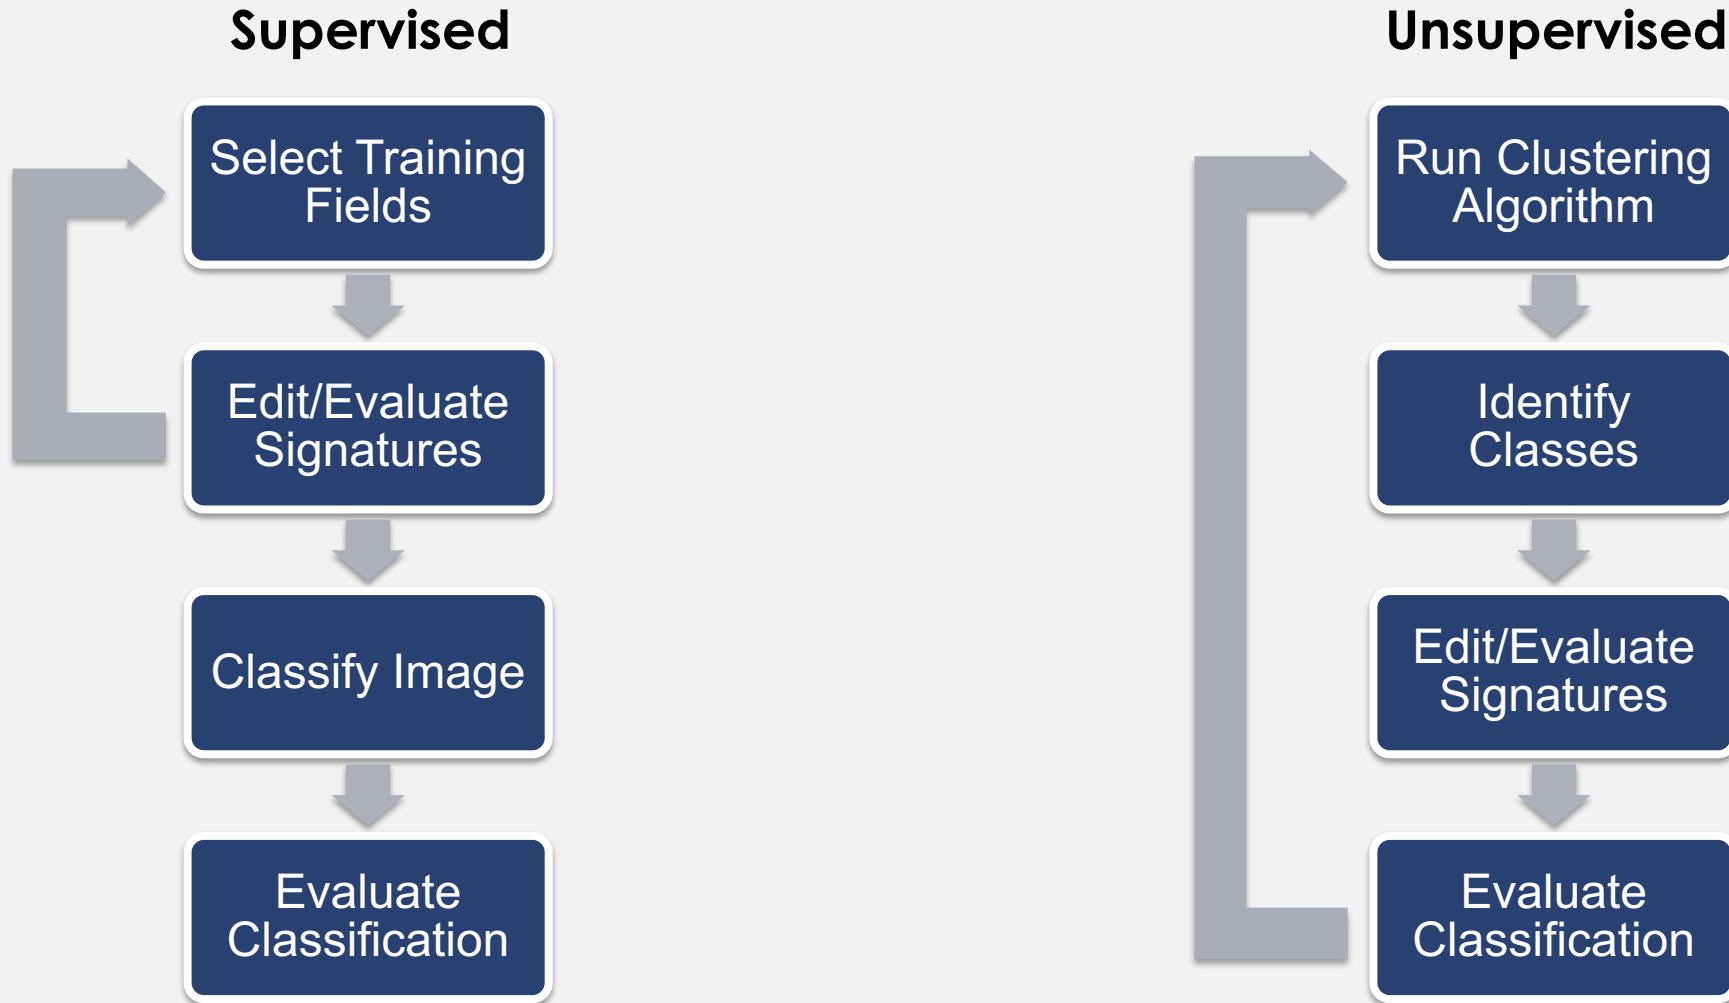 Supervised
Select Training
Fields
Edit/Evaluate
Signatures
Classify Image
Evaluate
Classification
Unsupervised
Run Clustering
Algorithm
Identify
Classes
Edit/Evaluate
Signatures
Evaluate
Classification